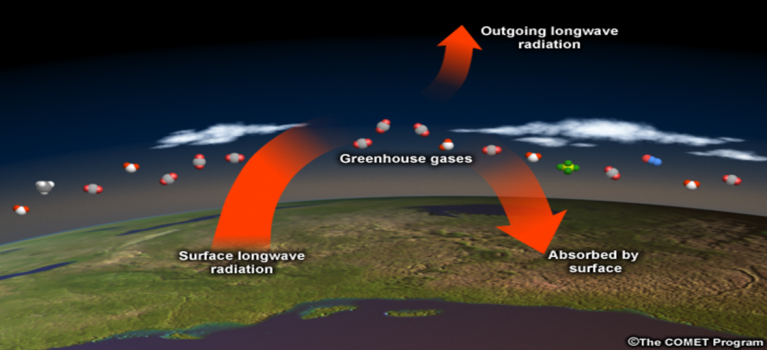 Outgoing longwave
radiation
Greenhouse gases
Surface longwave
radiation
Absorbed by
surface
©The COMET Program